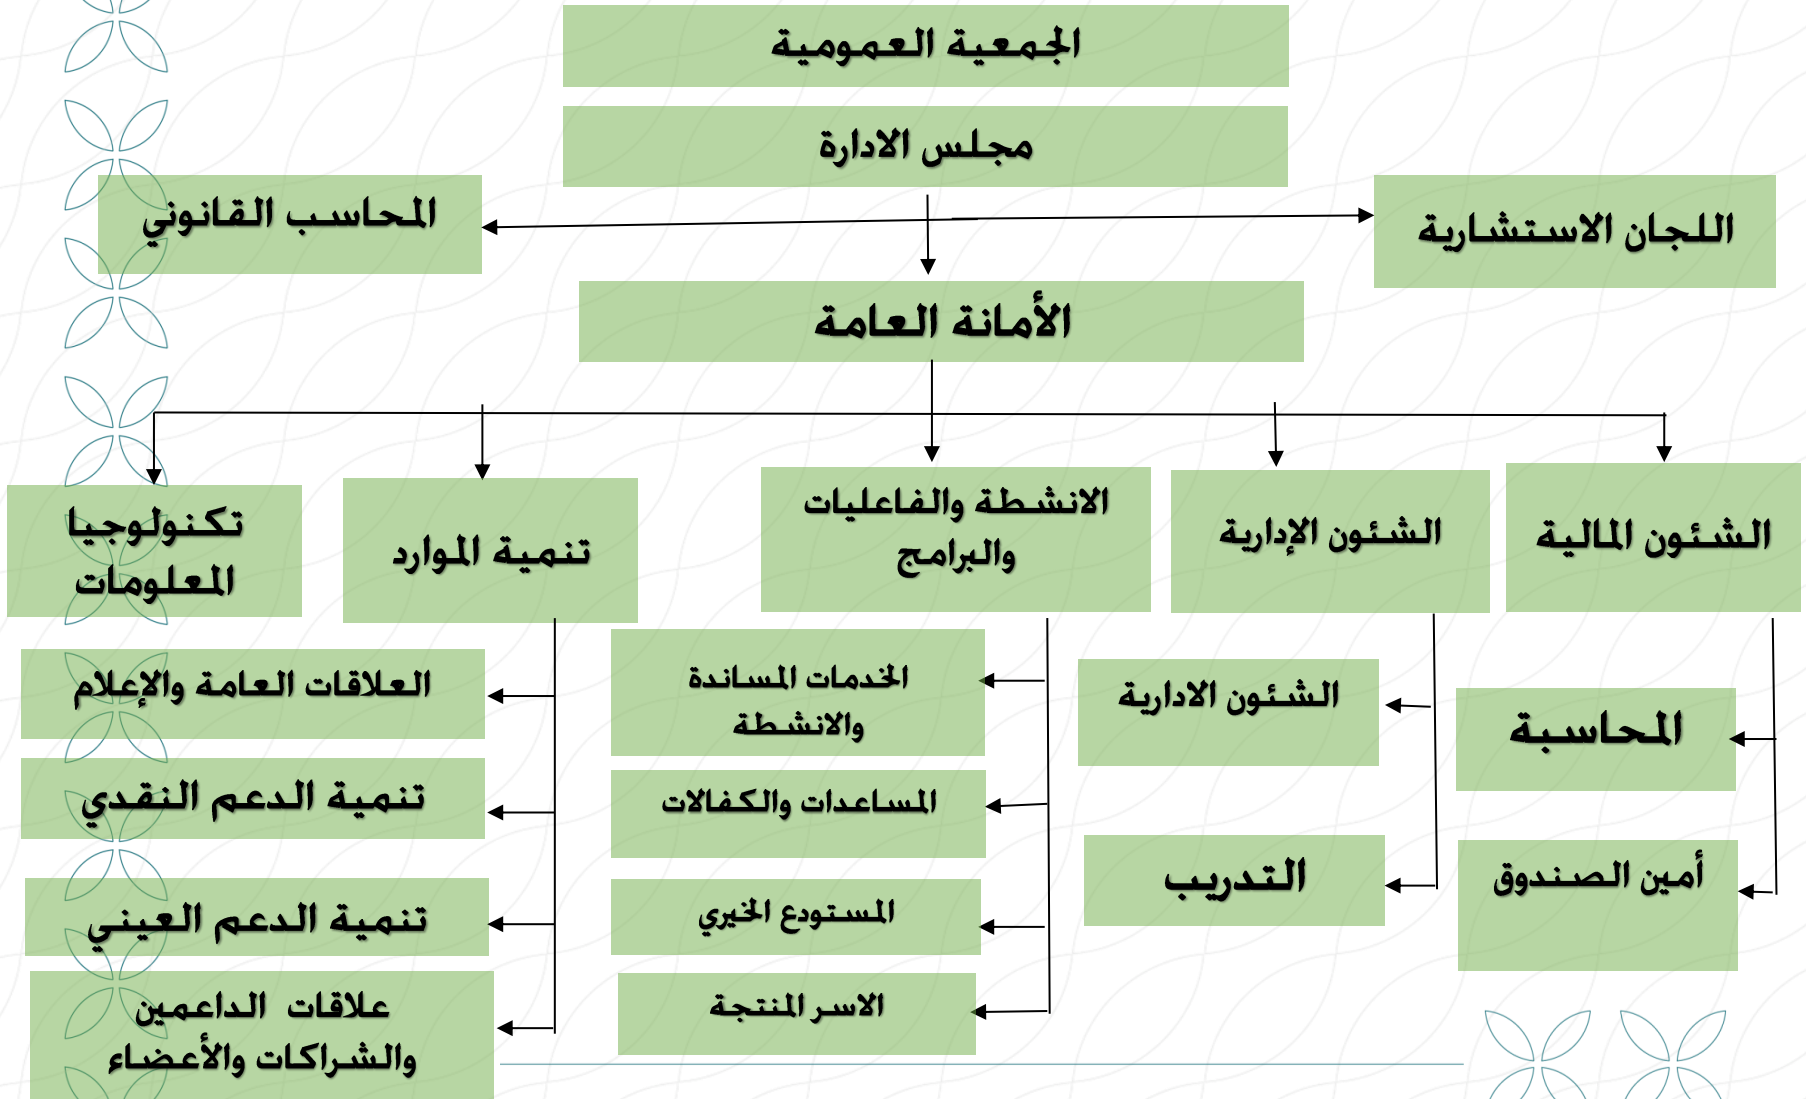 الجمعية العمومية
مجلس الادارة
اللجان الاستشارية
المحاسب القانوني
الأمانة العامة
الشئون المالية
الشئون الإدارية
الانشطة والفاعليات
والبرامج
تنمية الموارد
تكنولوجيا
المعلومات
المحاسبة
أمين الصندوق
الشئون الادارية
التدريب
الخدمات المساندة
والانشطة
المساعدات والكفالات
المستودع الخيري
الاسر المنتجة
العلاقات العامة والإعلام
تنمية الدعم النقدي
تنمية الدعم العيني
علاقات الداعمين
والشراكات والأعضاء